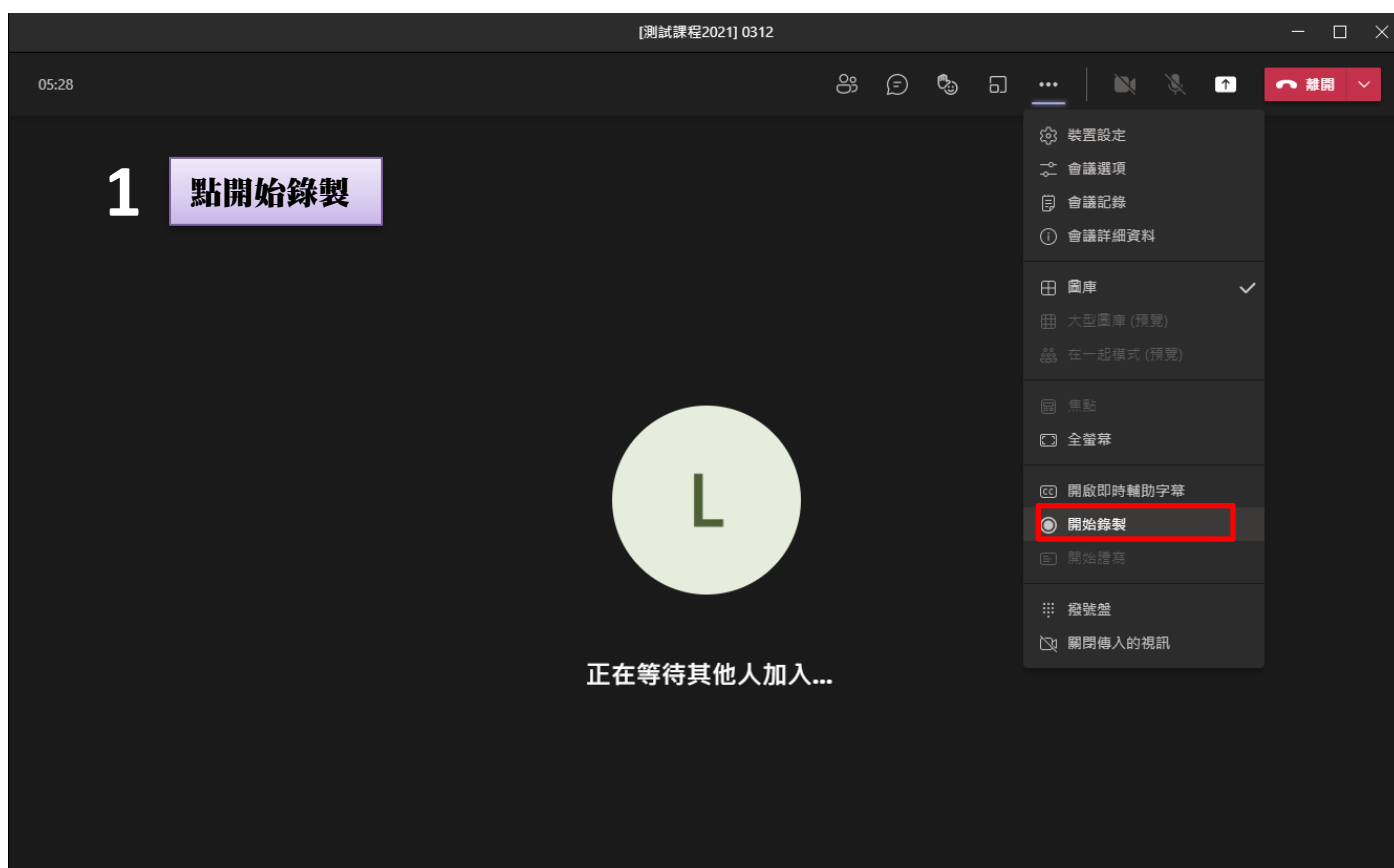 [測試課程2021] 0312
05:28
離開
1 點開始錄製
裝置設定
會議選項
會議記錄
會議詳細資料
圖庫
大型圖庫 (預覽)
在一起模式 (預覽)
焦點
全螢幕
CC 開啟即時輔助字幕
開始錄製
開始謄寫
撥號盤
關閉傳入的視訊
L
正在等待其他人加入...